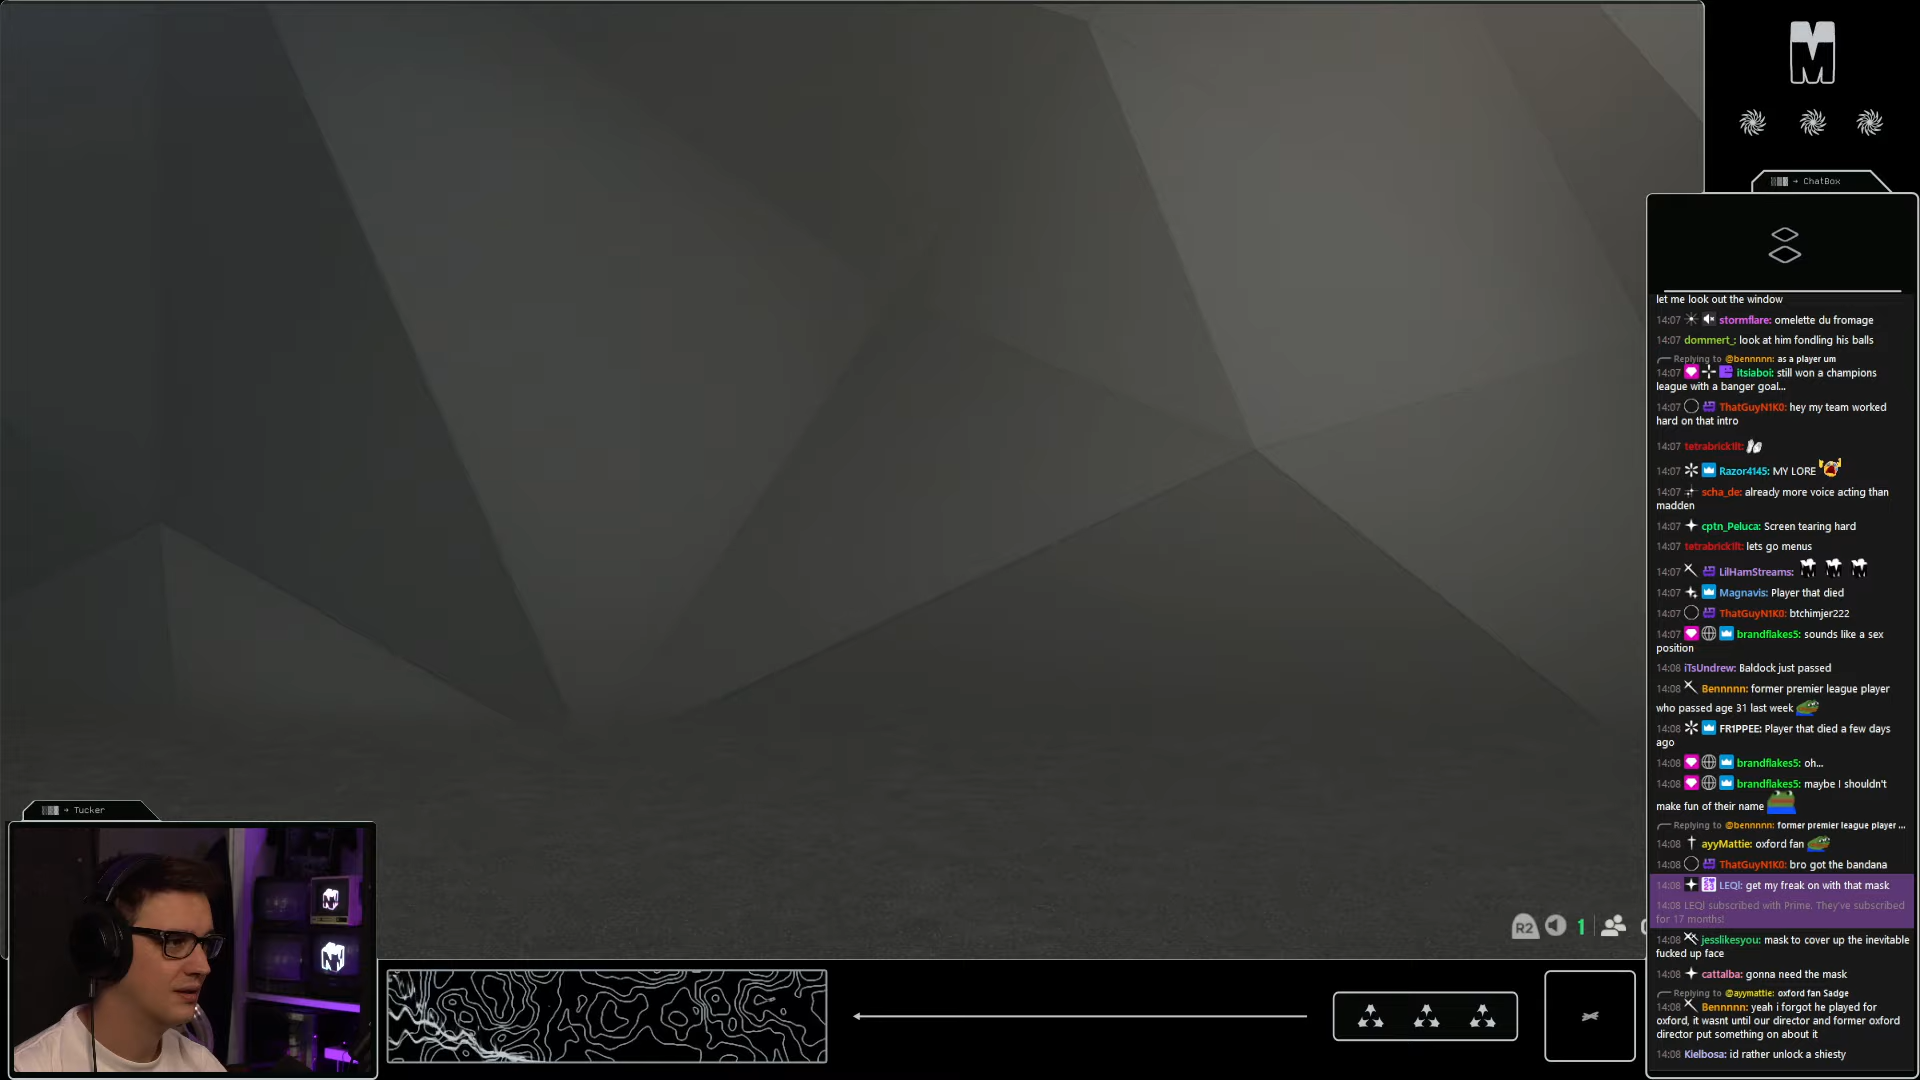 M
→ ChatBox
let me look out the window
14:07 stormflare: omelette du fromage
14:07 dommert_: look at him fondling his balls
Replying to @bennnnn: as a player um
14:07 itsiaboi: still won a champions
league with a banger goal...
14:07 ThatGuyN1K0: hey my team worked
hard on that intro
14:07 tetrabrick1lt:
14:07 Razor4145: MY LORE
14:07 scha_de: already more voice acting than
madden
14:07 cptn_Peluca: Screen tearing hard
14:07 tetrabrick1lt: lets go menus
14:07 LilHamStreams:
14:07 Magnavis: Player that died
14:07 ThatGuyN1K0: btchimjer222
14:07 brandflakes5: sounds like a sex
position
14:08 iTsUndrew: Baldock just passed
14:08 Bennnnn: former premier league player
who passed age 31 last week
14:08 FR1PPEE: Player that died a few days
ago
14:08 brandflakes5: oh...
14:08 brandflakes5: maybe I shouldn't
make fun of their name
Replying to @bennnnn: former premier league player ...
14:08 ayyMattie: oxford fan
14:08 ThatGuyN1K0: bro got the bandana
14:08 LEQl: get my freak on with that mask
14:08 LEQl subscribed with Prime. They've subscribed
for 17 months!
14:08 jesslikesyou: mask to cover up the inevitable
fucked up face
14:08 cattalba: gonna need the mask
Replying to @ayymattie: oxford fan Sadge
14:08 Bennnnn: yeah i forgot he played for
oxford, it wasnt until our director and former oxford
director put something on about it
14:08 Kielbosa: id rather unlock a shiesty
→ Tucker
R2 1